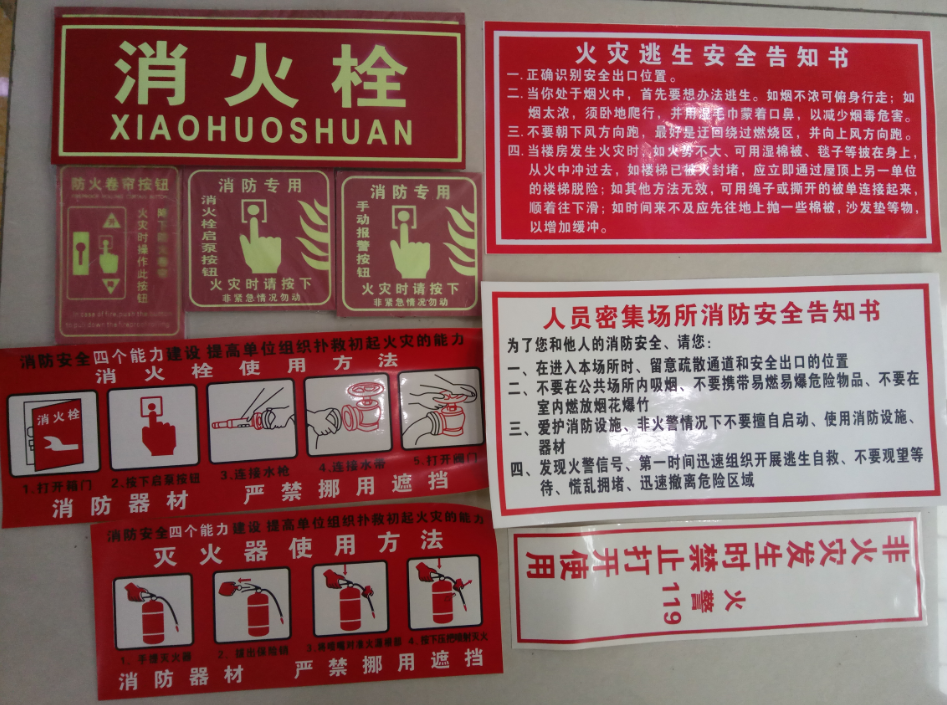 消火栓
XIAOHUOSHUAN
防火卷帘按钮
火灾时操作此按钮
消防专用
消火栓启泵按钮
火灾时请按下
非紧急情况勿动
消防专用
手动报警按钮
火灾时请按下
非紧急情况勿动
消防安全四个能力建设 提高单位组织扑救初起火灾的能力
消火栓使用方法
消火栓
1.打开箱门
2.按下启泵按钮
3.连接水枪
4.连接水带
5.打开阀门
消防器材 严禁挪用遮挡
消防安全四个能力建设 提高单位组织扑救初起火灾的能力
灭火器使用方法
1、手提灭火器
2、拔出保险销
4、按下压把喷射灭火
消防器材 严禁挪用遮挡
火灾逃生安全告知书
一.正确识别安全出口位置。
二.当你处于烟火中，首先要想办法逃生。如烟不浓可俯身行走；如
烟太浓，须卧地爬行，并用湿毛巾蒙着口鼻，以减少烟毒危害。
三.不要朝下风方向跑，最好是迂回绕过燃烧区，并向上风方向跑。
四.当楼房发生火灾时，如火势不大、可用湿棉被、毯子等披在身上，
从火中冲过去，如楼梯已被火封堵，应立即通过屋顶上另一单位
的楼梯脱险；如其他方法无效，可用绳子或撕开的被单连接起来，
顺着往下滑；如时间来不及应先往地上抛一些棉被，沙发垫等物，
以增加缓冲。
人员密集场所消防安全告知书
为了您和他人的消防安全、请您：
一、在进入本场所时、留意疏散通道和安全出口的位置
二、不要在公共场所内吸烟、不要携带易燃易爆危险物品、不要在
室内燃放烟花爆竹
三、爱护消防设施、非火警情况下不要擅自启动、使用消防设施、
器材
四、发现火警信号、第一时间迅速组织开展逃生自救、不要观望等
待、慌乱拥堵、迅速撤离危险区域
非火灾发生时禁止打开使用
火警
119